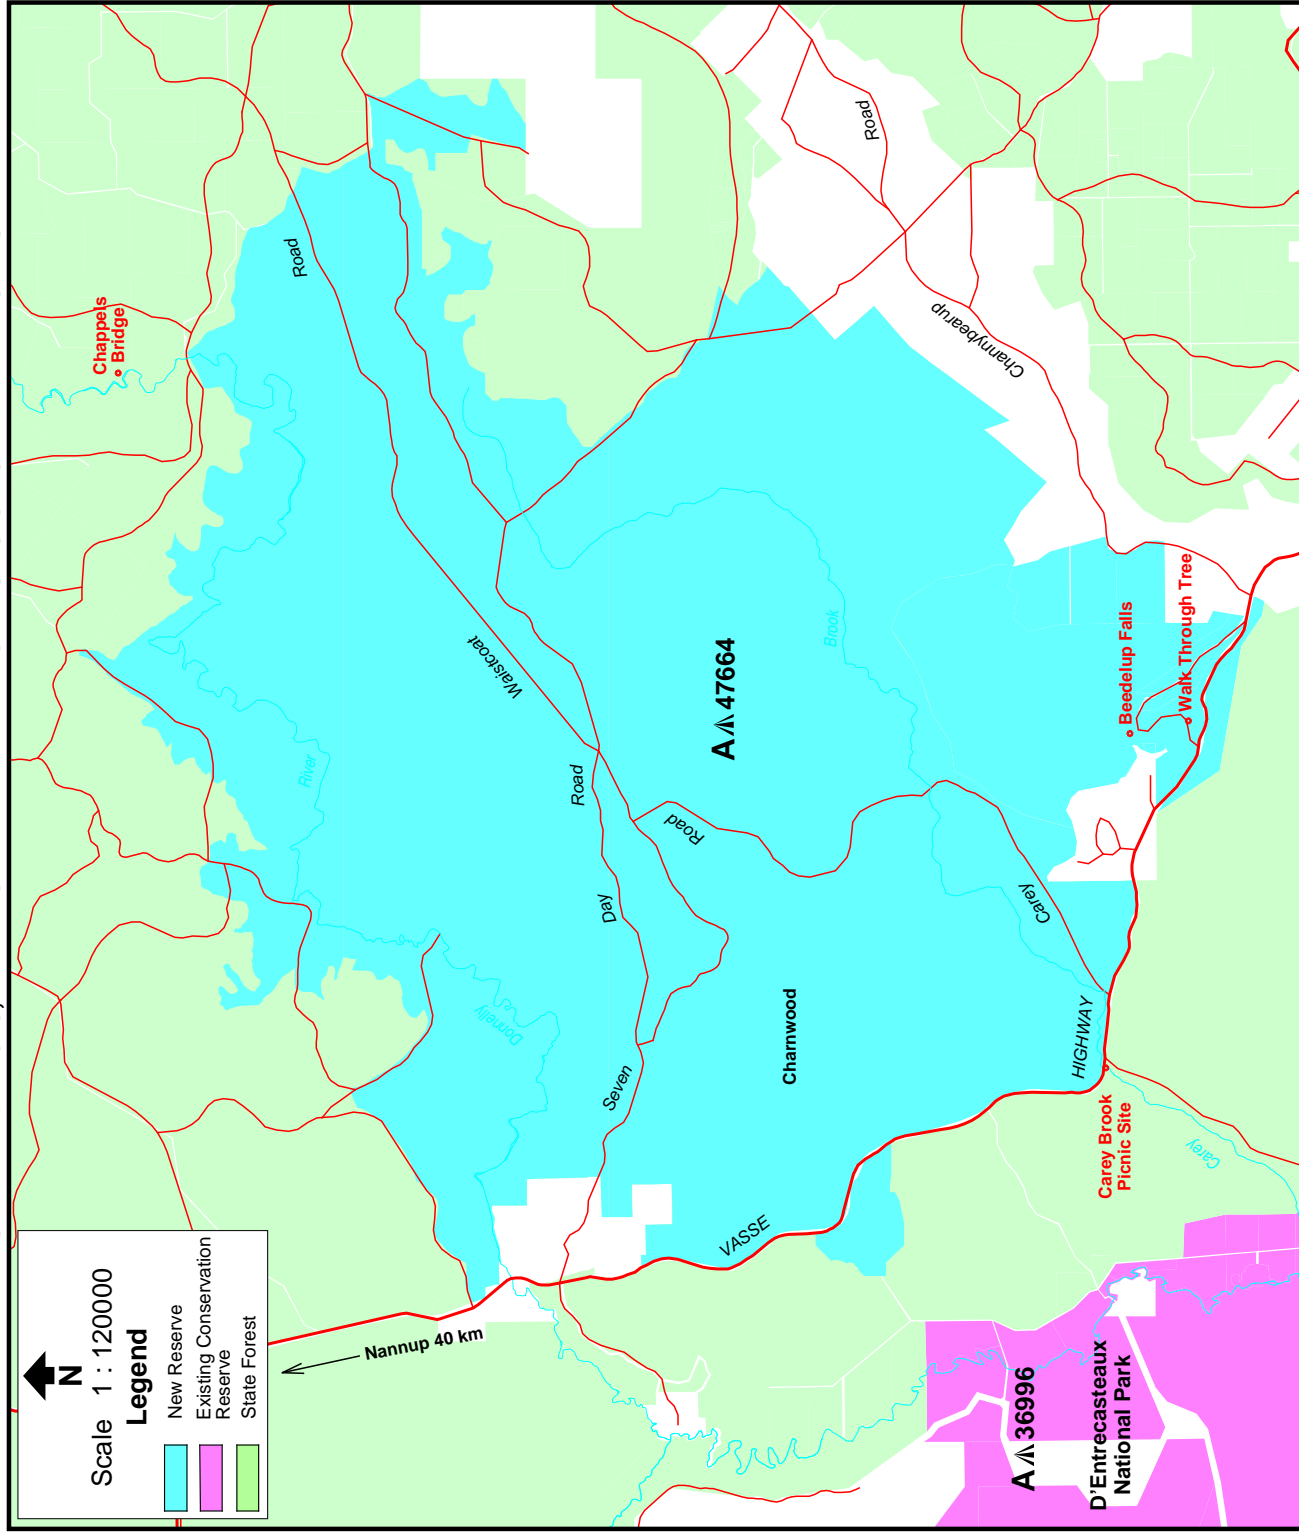 N
Scale 1 : 120000
Legend
New Reserve
Existing Conservation
Reserve
State Forest
Nannup 40 km
Chappels
Bridge
Road
River
Donnelly
Waistcoat
Road
Day
Seven
Road
A 47664
Charnwood
Brook
Carey
Road
Channybearup
Beedelup Falls
Walk Through Tree
HIGHWAY
VASSE
Carey Brook
Picnic Site
Carey
A 36996
D'Entrecasteaux
National Park